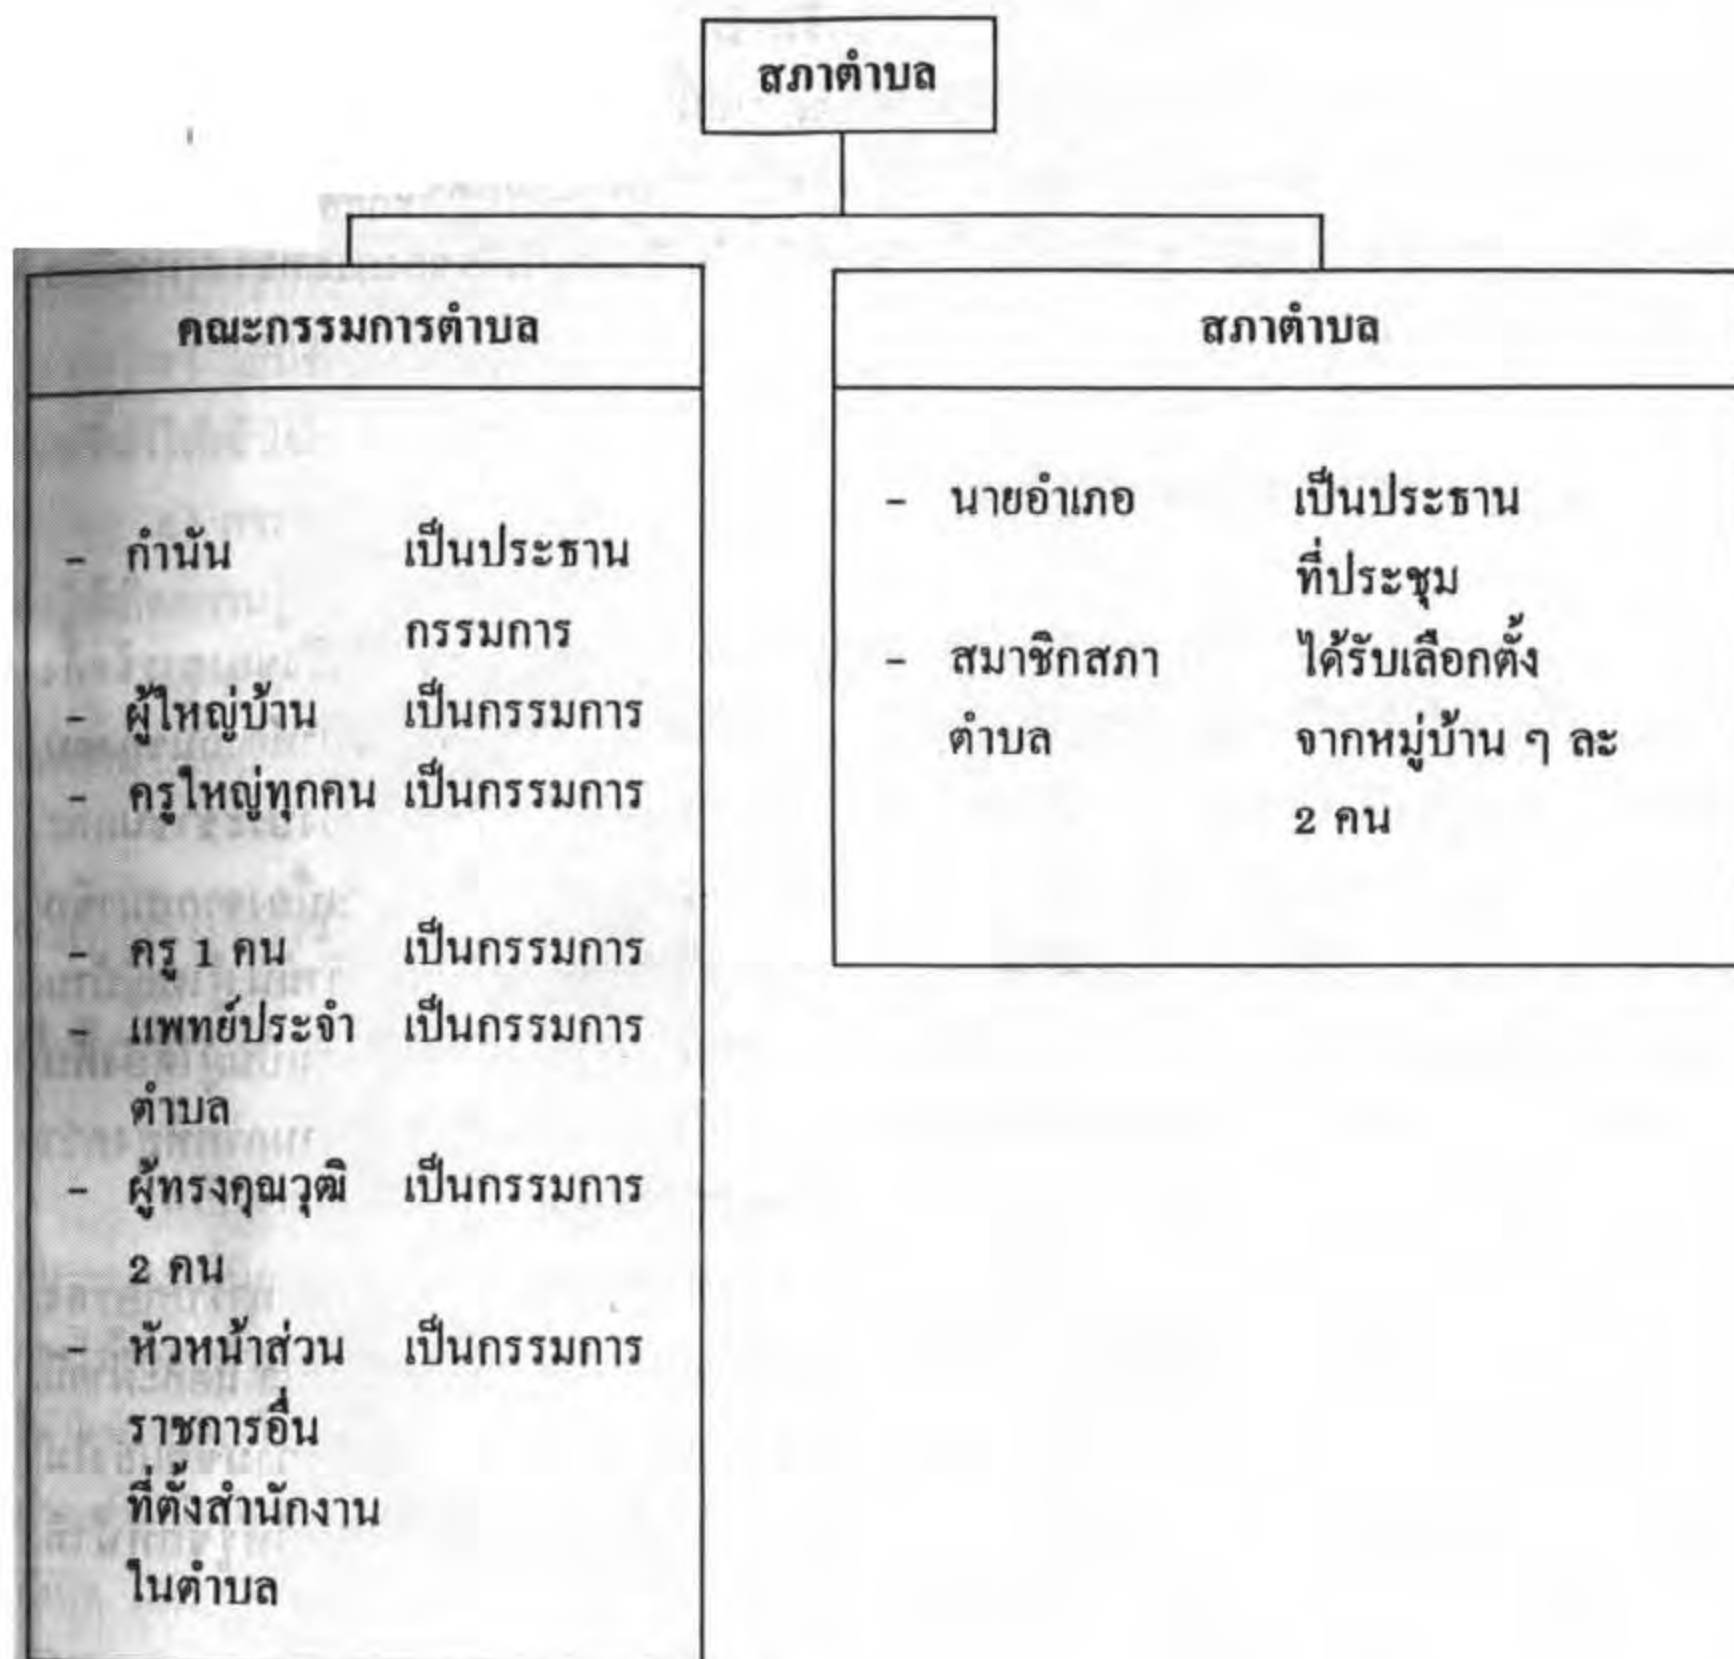 สภาตำบล
คณะกรรมการตำบล
- กำนัน เป็นประธาน
กรรมการ
- ผู้ใหญ่บ้าน เป็นกรรมการ
- ครูใหญ่ทุกคน เป็นกรรมการ
- ครู 1 คน เป็นกรรมการ
- แพทย์ประจำ เป็นกรรมการ
ตำบล
- ผู้ทรงคุณวุฒิ เป็นกรรมการ
2 คน
- หัวหน้าส่วน เป็นกรรมการ
ราชการอื่น
ที่ตั้งสำนักงาน
ในตำบล
สภาตำบล
- นายอำเภอ เป็นประธาน
ที่ประชุม
- สมาชิกสภา ได้รับเลือกตั้ง
ตำบล จากหมู่บ้าน ๆ ละ
2 คน